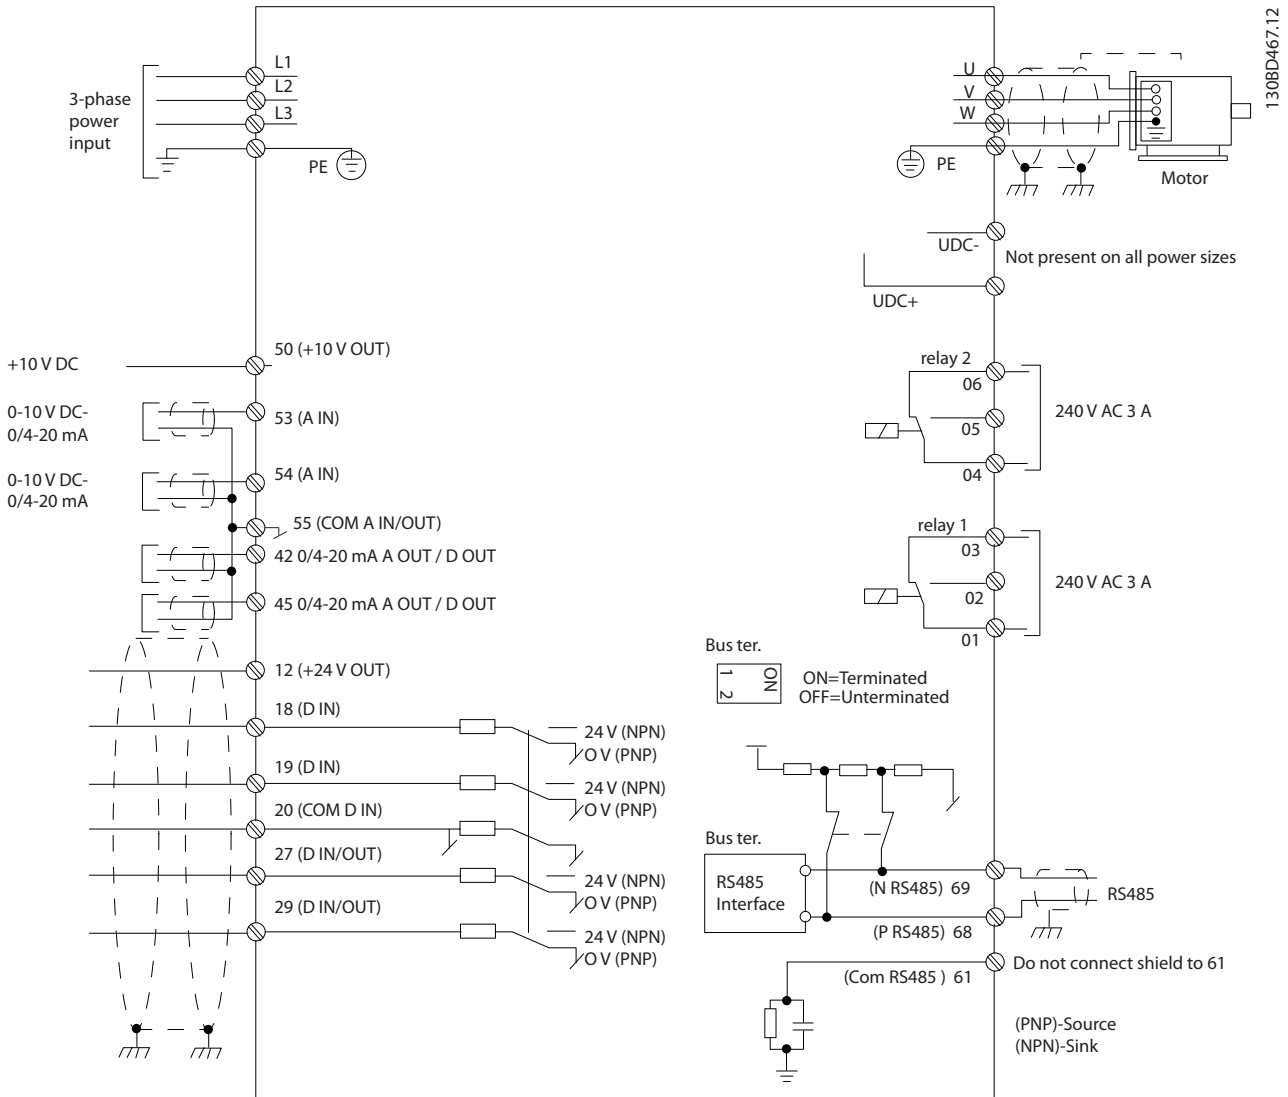 130BD467.12
L1
L2
L3
3-phase
power
input
PE
U
V
W
PE
Motor
UDC-
Not present on all power sizes
UDC+
+10 V DC
50 (+10 V OUT)
0-10 V DC-
0/4-20 mA
53 (A IN)
0-10 V DC-
0/4-20 mA
54 (A IN)
55 (COM A IN/OUT)
42 0/4-20 mA A OUT / D OUT
45 0/4-20 mA A OUT / D OUT
12 (+24 V OUT)
18 (D IN)
24 V (NPN)
O V (PNP)
19 (D IN)
24 V (NPN)
O V (PNP)
20 (COM D IN)
27 (D IN/OUT)
24 V (NPN)
O V (PNP)
29 (D IN/OUT)
24 V (NPN)
O V (PNP)
relay 2
06
05
04
240 V AC 3 A
relay 1
03
02
01
240 V AC 3 A
Bus ter.
1
2
ON
ON=Terminated
OFF=Unterminated
Bus ter.
RS485
Interface
(N RS485) 69
(P RS485) 68
RS485
(Com RS485 ) 61
Do not connect shield to 61
(PNP)-Source
(NPN)-Sink